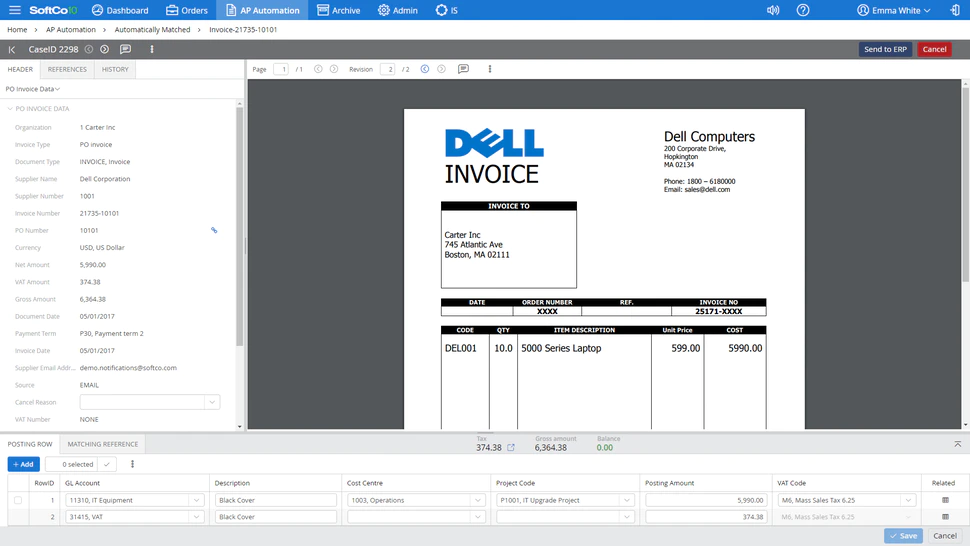 SoftCo10 Dashboard Orders AP Automation Archive Admin IS Emma White
Home > AP Automation > Automatically Matched > Invoice-21735-10101
CaseID 2298 Send to ERP Cancel
HEADER REFERENCES HISTORY
Page 1 / 1 Revision 2 / 2
PO Invoice Data
PO INVOICE DATA
Organization 1 Carter Inc
Invoice Type PO invoice
Document Type INVOICE, Invoice
Supplier Name Dell Corporation
Supplier Number 1001
Invoice Number 21735-10101
PO Number 10101
Currency USD, US Dollar
Net Amount 5,990.00
VAT Amount 374.38
Gross Amount 6,364.38
Document Date 05/01/2017
Payment Term P30, Payment term 2
Invoice Date 05/01/2017
Supplier Email Addr... demo.notifications@softco.com
Source EMAIL
Cancel Reason
VAT Number NONE
DELL
INVOICE
Dell Computers
200 Corporate Drive,
Hopkington
MA 02134
Phone: 1800 – 6180000
Email: sales@dell.com
INVOICE TO
Carter Inc
745 Atlantic Ave
Boston, MA 02111
DATE ORDER NUMBER REF. INVOICE NO
XXXX 25171-XXXX
CODE QTY ITEM DESCRIPTION Unit Price COST
DEL001 10.0 5000 Series Laptop 599.00 5990.00
POSTING ROW MATCHING REFERENCE
Tax Gross amount Balance
374.38 6,364.38 0.00
+ Add 0 selected
RowID GL Account Description Cost Centre Project Code Posting Amount VAT Code Related
1 11310, IT Equipment Black Cover 1003, Operations P1001, IT Upgrade Project 5,990.00 M6, Mass Sales Tax 6.25
2 31415, VAT Black Cover 374.38 M6, Mass Sales Tax 6.25
Save Cancel